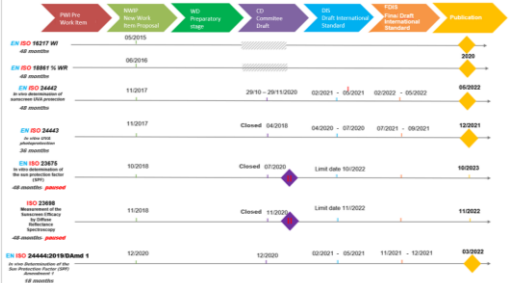 PWI Pre
Work Item
NWIP
New Work
Item Proposal
WD
Preparatory
stage
CD
Committee
Draft
DIS
Draft International
Standard
FDIS
Final Draft
International
Standard
Publication
EN ISO 16217 WI
48 months
05/2015
2020
EN ISO 18861 % WR
48 months
06/2016
EN ISO 24442
In vivo determination of
sunscreen UVA protection
48 months
11/2017
29/10 - 29/11/2020
02/2021 - 05/2021
02/2022 - 05/2022
06/2022
EN ISO 24443
In vitro UVA
photoprotection
36 months
11/2017
Closed 04/2018
04/2020 - 07/2020
07/2021 - 09/2021
12/2021
EN ISO 23675
In vitro determination of
the sun protection factor
(SPF)
48 months paused
10/2018
Closed 07/2020
Limit date 10/2022
10/2023
ISO 23698
Measurement of the
Sunscreen Efficacy
by Diffuse
Reflectance
Spectroscopy
48 months paused
11/2018
Closed 11/2020
Limit date 11/2022
11/2022
EN ISO 24444:2019/DAmd 1
In vivo Determination of the
Sun Protection Factor (SPF)
Amendment 1
18 months
12/2020
12/2020
02/2021 - 05/2021
11/2021 - 12/2021
03/2022